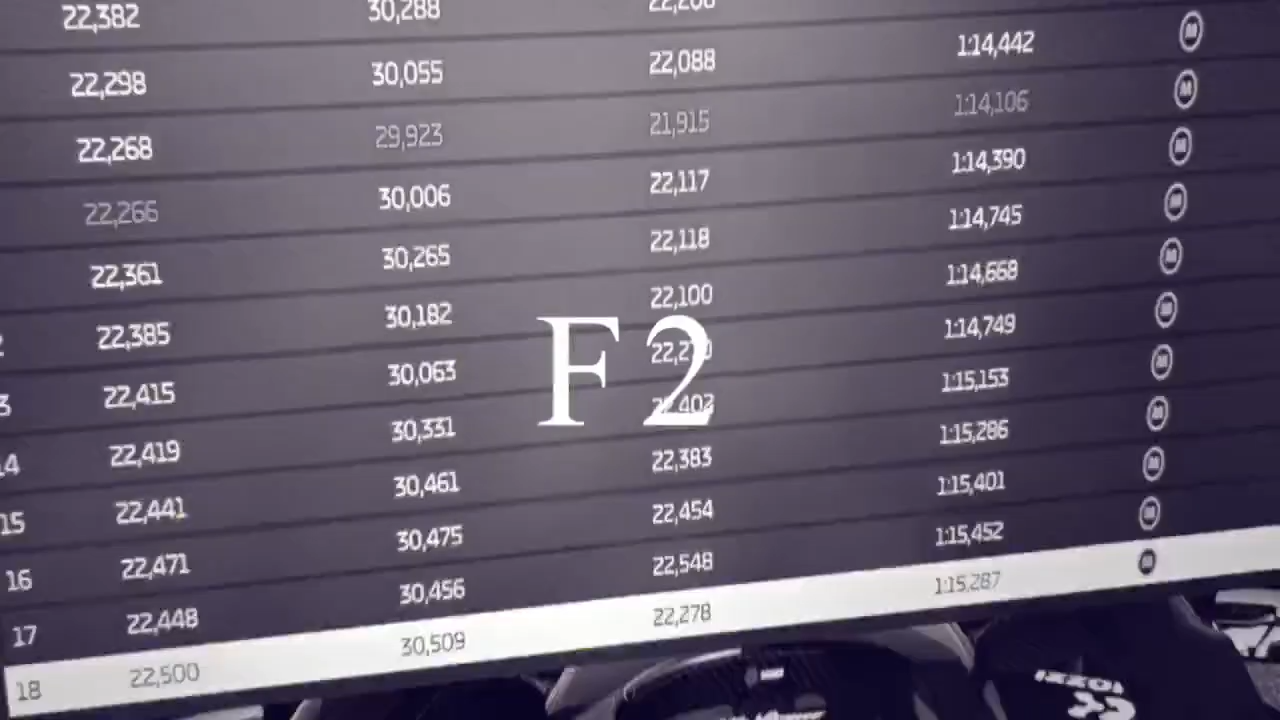 22,382 30,288
22,298 30,055 22,088 1:14,442
22,268 29,923 21,915 1:14,106
22,266 30,006 22,117 1:14,390
22,361 30,265 22,118 1:14,745
22,385 30,182 22,100 1:14,668
22,415 30,063 1:14,749
14 22,419 30,331 22,403 1:15,153
15 22,441 30,461 22,383 1:15,286
16 22,471 30,475 22,454 1:15,401
17 22,448 30,456 22,548 1:15,452
18 22,500 30,509 22,278 1:15,287
F2